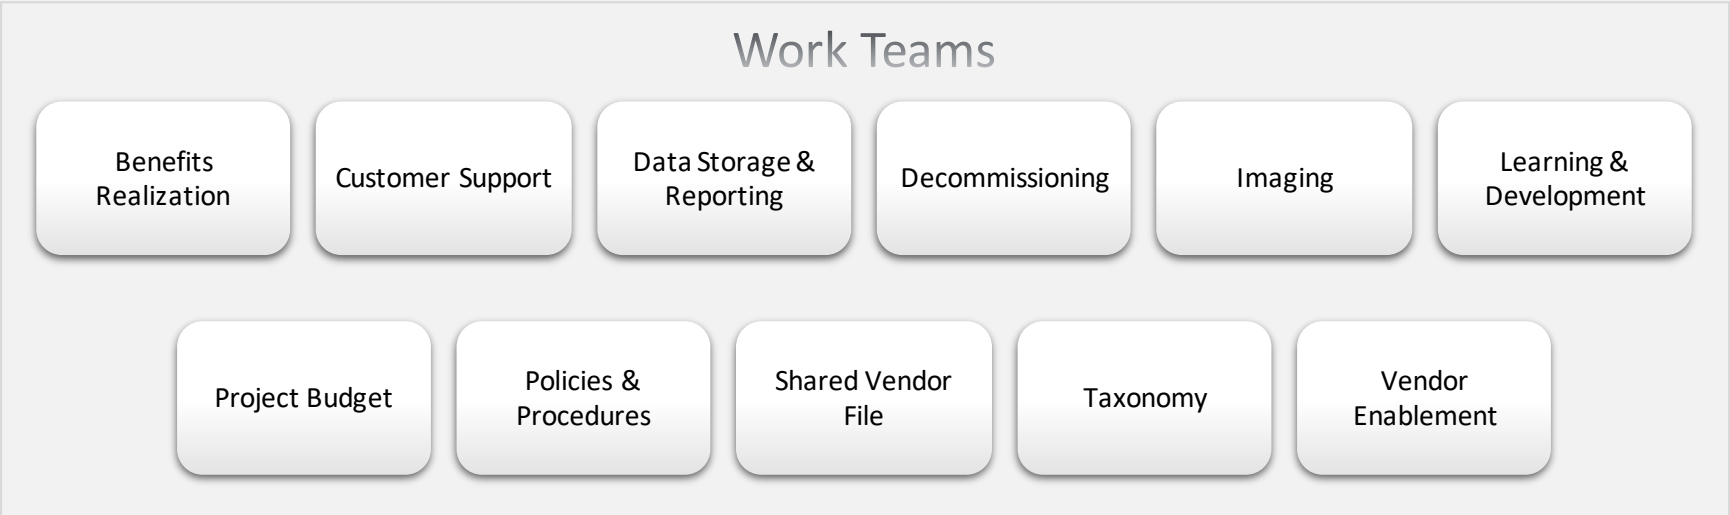 Work Teams
Benefits
Realization
Customer Support
Data Storage &
Reporting
Decommissioning
Imaging
Learning &
Development
Project Budget
Policies &
Procedures
Shared Vendor
File
Taxonomy
Vendor
Enablement